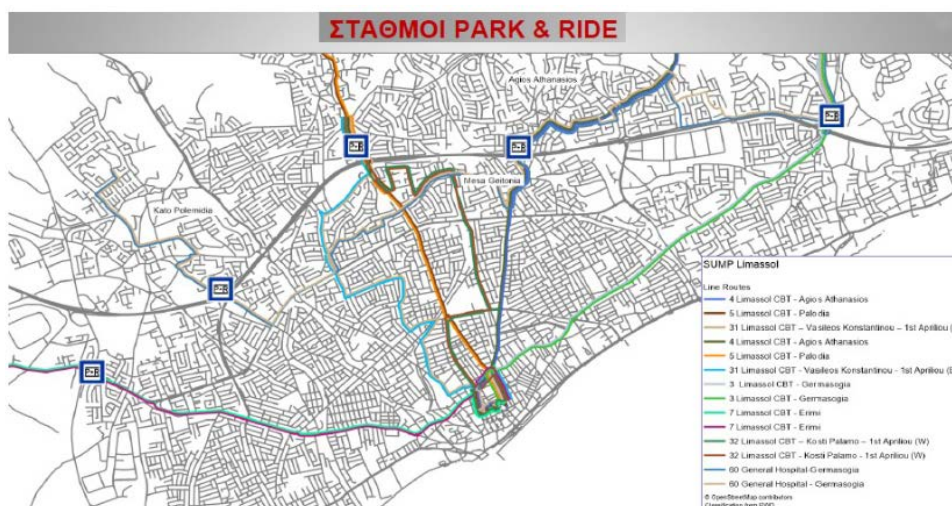 ΣΤΑΘΜΟΙ PARK & RIDE
Agios Athanasios
Mesa Geitonia
Kato Polemidia
P+R
P+R
P+R
P+R
P+R
SUMP Limassol
Line Routes
4 Limassol CBT - Agios Athanasios
5 Limassol CBT - Palodia
31 Limassol CBT – Vasileos Konstantinou – 1st Apriliou (
4 Limassol CBT - Agios Athanasios
5 Limassol CBT - Palodia
31 Limassol CBT - Vasileos Konstantinou - 1st Apriliou (E
3 Limassol CBT - Germasogia
3 Limassol CBT - Germasogia
7 Limassol CBT - Erimi
7 Limassol CBT - Erimi
32 Limassol CBT – Kosti Palamo – 1st Apriliou (W)
32 Limassol CBT - Kosti Palamo - 1st Apriliou (W)
60 General Hospital-Germasogia
60 General Hospital - Germasogia
© OpenStreetMap contributors